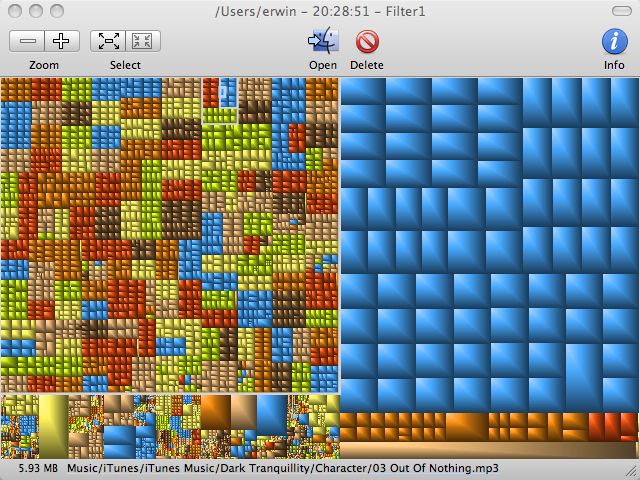 /Users/erwin - 20:28:51 - Filter1
Zoom Select Open Delete Info
5.93 MB Music/iTunes/iTunes Music/Dark Tranquillity/Character/03 Out Of Nothing.mp3